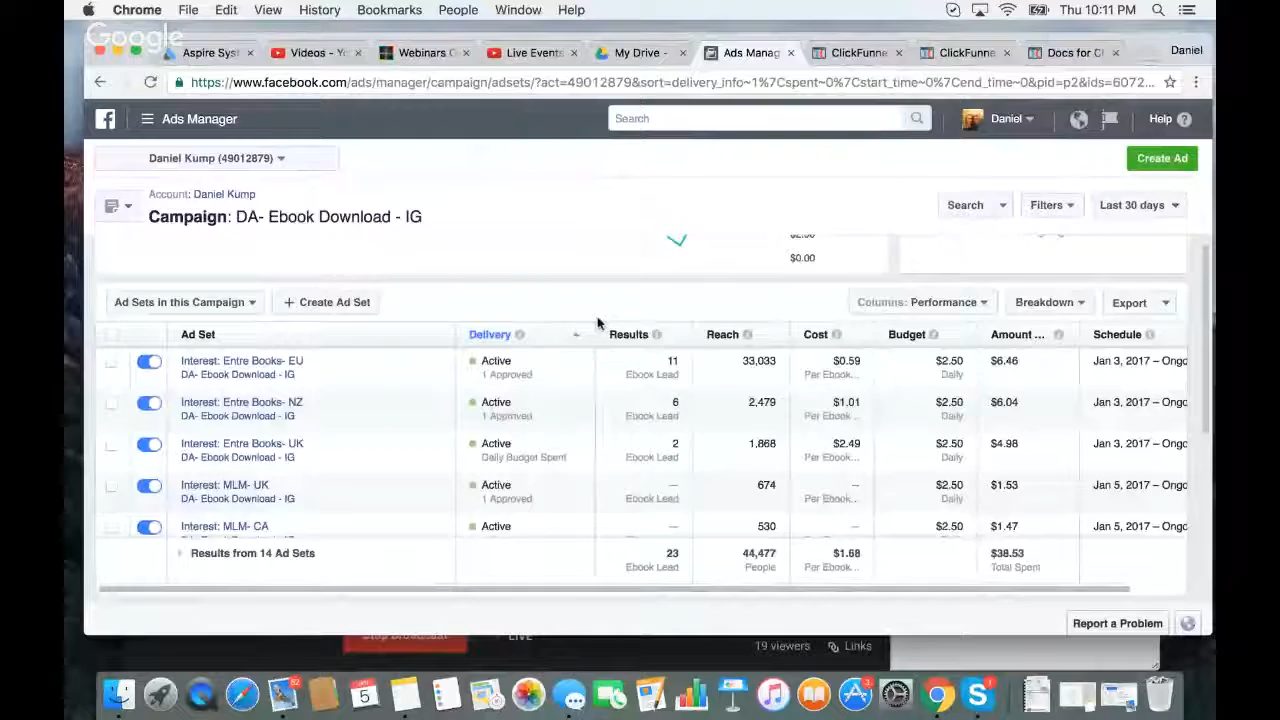 Chrome File Edit View History Bookmarks People Window Help Thu 10:11 PM
Google
Aspire Sys Videos - Yo Webinars O Live Events My Drive - Ads Manag ClickFunne ClickFunne Docs for Cl Daniel
https://www.facebook.com/ads/manager/campaign/adsets/?act=49012879&sort=delivery_info~1%7Cspent~0%7Cstart_time~0%7Cend_time~0&pid=p2&ids=6072...
Ads Manager Search Daniel Help
Daniel Kump (49012879) Create Ad
Account: Daniel Kump
Campaign: DA- Ebook Download - IG Search Filters Last 30 days
$0.00
Ad Sets in this Campaign + Create Ad Set Columns: Performance Breakdown Export
Ad Set Delivery Results Reach Cost Budget Amount ... Schedule
Interest: Entre Books- EU Active 11 33,033 $0.59 $2.50 $6.46 Jan 3, 2017 – Ongo
DA- Ebook Download - IG 1 Approved Ebook Lead Per Ebook... Daily
Interest: Entre Books- NZ Active 6 2,479 $1.01 $2.50 $6.04 Jan 3, 2017 – Ongo
DA- Ebook Download - IG 1 Approved Ebook Lead Per Ebook... Daily
Interest: Entre Books- UK Active 2 1,868 $2.49 $2.50 $4.98 Jan 3, 2017 – Ongo
DA- Ebook Download - IG Daily Budget Spent Ebook Lead Per Ebook... Daily
Interest: MLM- UK Active — 674 — $2.50 $1.53 Jan 5, 2017 – Ongo
DA- Ebook Download - IG 1 Approved Ebook Lead Per Ebook... Daily
Interest: MLM- CA Active — 530 — $2.50 $1.47 Jan 5, 2017 – Ongo
Results from 14 Ad Sets 23 44,477 $1.68 $38.53
Ebook Lead People Per Ebook... Total Spent
Report a Problem
LIVE
19 viewers Links